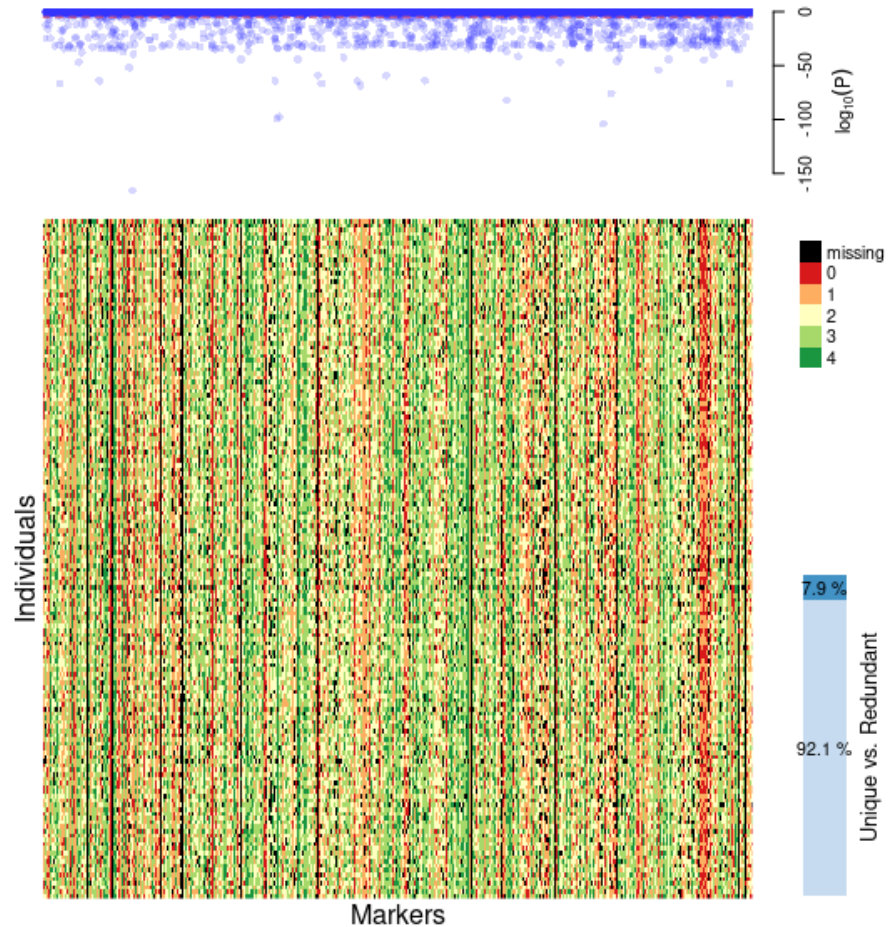 0
-50
-100
-150
log₁₀(P)
missing
0
1
2
3
4
Individuals
Markers
7.9 %
92.1 %
Unique vs. Redundant